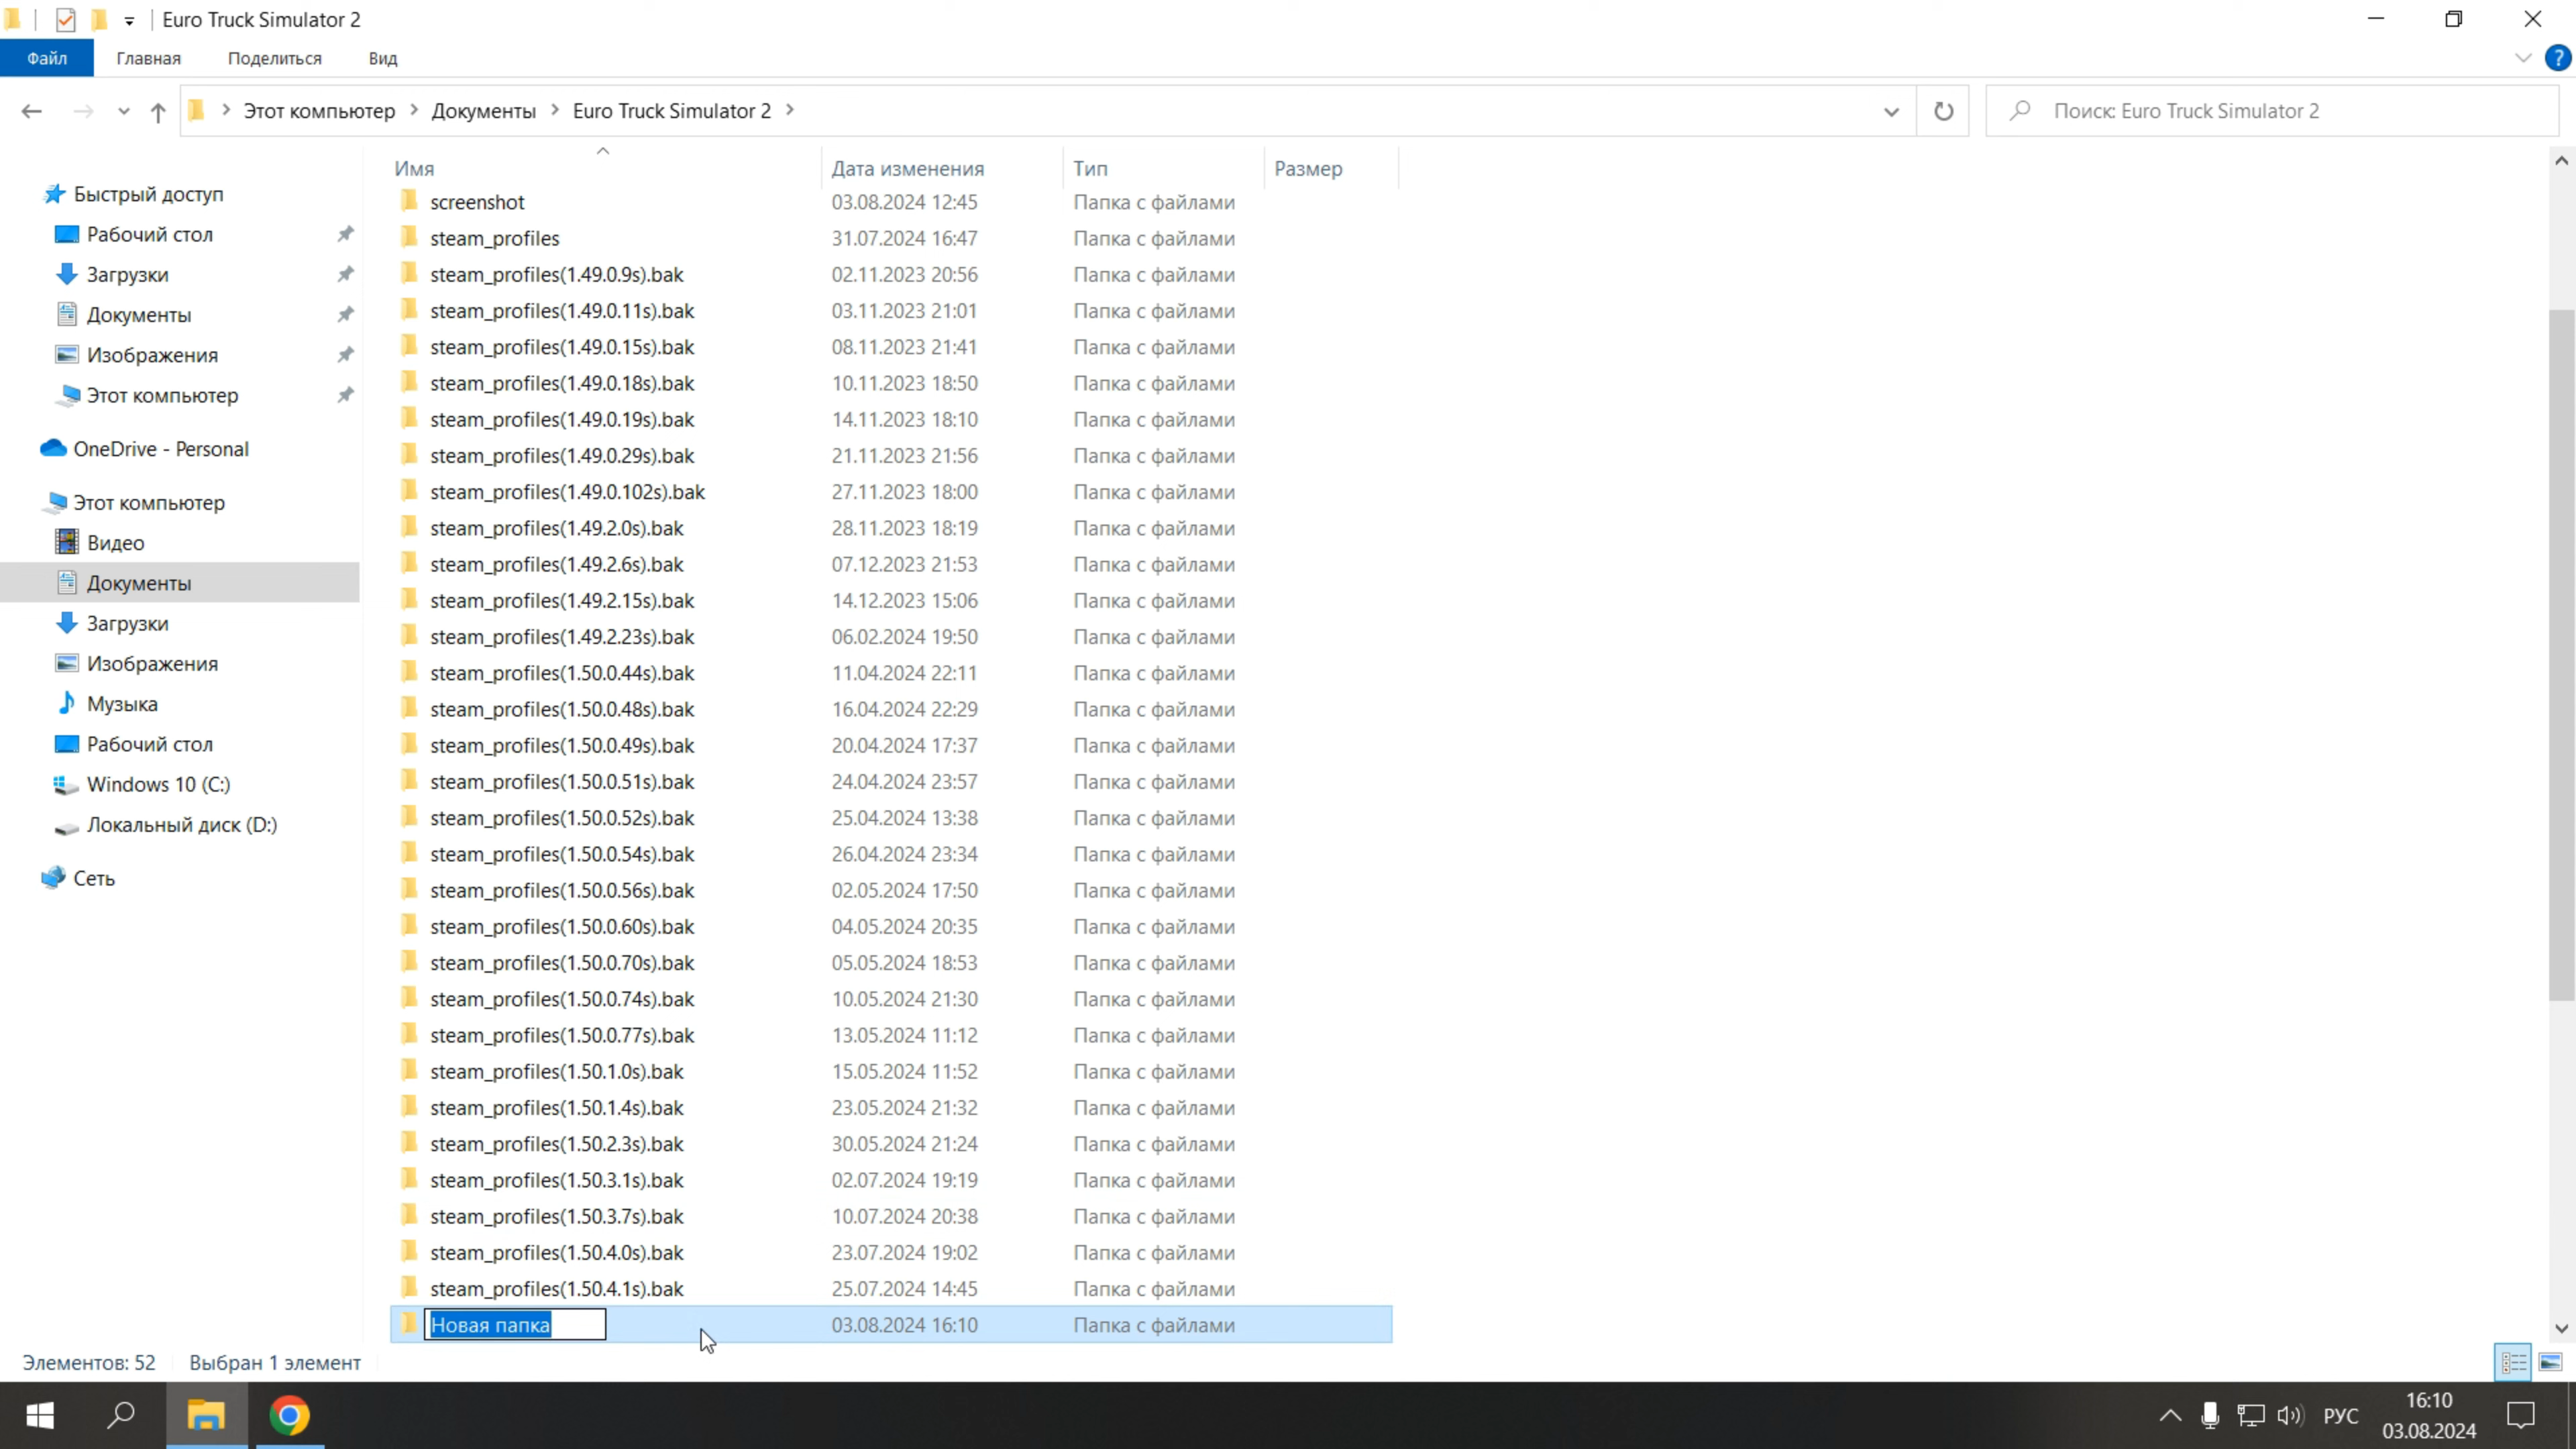 Euro Truck Simulator 2
Файл Главная Поделиться Вид
Этот компьютер Документы Euro Truck Simulator 2
Поиск: Euro Truck Simulator 2
Быстрый доступ
Рабочий стол
Загрузки
Документы
Изображения
Этот компьютер
OneDrive - Personal
Этот компьютер
Видео
Документы
Загрузки
Изображения
Музыка
Рабочий стол
Windows 10 (C:)
Локальный диск (D:)
Сеть
Имя Дата изменения Тип Размер
screenshot 03.08.2024 12:45 Папка с файлами
steam_profiles 31.07.2024 16:47 Папка с файлами
steam_profiles(1.49.0.9s).bak 02.11.2023 20:56 Папка с файлами
steam_profiles(1.49.0.11s).bak 03.11.2023 21:01 Папка с файлами
steam_profiles(1.49.0.15s).bak 08.11.2023 21:41 Папка с файлами
steam_profiles(1.49.0.18s).bak 10.11.2023 18:50 Папка с файлами
steam_profiles(1.49.0.19s).bak 14.11.2023 18:10 Папка с файлами
steam_profiles(1.49.0.29s).bak 21.11.2023 21:56 Папка с файлами
steam_profiles(1.49.0.102s).bak 27.11.2023 18:00 Папка с файлами
steam_profiles(1.49.2.0s).bak 28.11.2023 18:19 Папка с файлами
steam_profiles(1.49.2.6s).bak 07.12.2023 21:53 Папка с файлами
steam_profiles(1.49.2.15s).bak 14.12.2023 15:06 Папка с файлами
steam_profiles(1.49.2.23s).bak 06.02.2024 19:50 Папка с файлами
steam_profiles(1.50.0.44s).bak 11.04.2024 22:11 Папка с файлами
steam_profiles(1.50.0.48s).bak 16.04.2024 22:29 Папка с файлами
steam_profiles(1.50.0.49s).bak 20.04.2024 17:37 Папка с файлами
steam_profiles(1.50.0.51s).bak 24.04.2024 23:57 Папка с файлами
steam_profiles(1.50.0.52s).bak 25.04.2024 13:38 Папка с файлами
steam_profiles(1.50.0.54s).bak 26.04.2024 23:34 Папка с файлами
steam_profiles(1.50.0.56s).bak 02.05.2024 17:50 Папка с файлами
steam_profiles(1.50.0.60s).bak 04.05.2024 20:35 Папка с файлами
steam_profiles(1.50.0.70s).bak 05.05.2024 18:53 Папка с файлами
steam_profiles(1.50.0.74s).bak 10.05.2024 21:30 Папка с файлами
steam_profiles(1.50.0.77s).bak 13.05.2024 11:12 Папка с файлами
steam_profiles(1.50.1.0s).bak 15.05.2024 11:52 Папка с файлами
steam_profiles(1.50.1.4s).bak 23.05.2024 21:32 Папка с файлами
steam_profiles(1.50.2.3s).bak 30.05.2024 21:24 Папка с файлами
steam_profiles(1.50.3.1s).bak 02.07.2024 19:19 Папка с файлами
steam_profiles(1.50.3.7s).bak 10.07.2024 20:38 Папка с файлами
steam_profiles(1.50.4.0s).bak 23.07.2024 19:02 Папка с файлами
steam_profiles(1.50.4.1s).bak 25.07.2024 14:45 Папка с файлами
Новая папка 03.08.2024 16:10 Папка с файлами
Элементов: 52 Выбран 1 элемент
РУС
16:10
03.08.2024